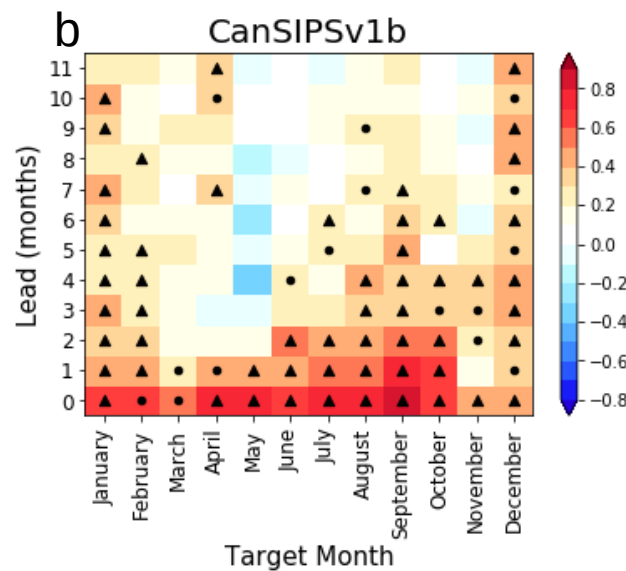 b
CanSIPSv1b
11
10
9
8
7
6
5
4
3
2
1
0
Lead (months)
January
February
March
April
May
June
July
August
September
October
November
December
Target Month
0.8
0.6
0.4
0.2
0.0
−0.2
−0.4
−0.6
−0.8